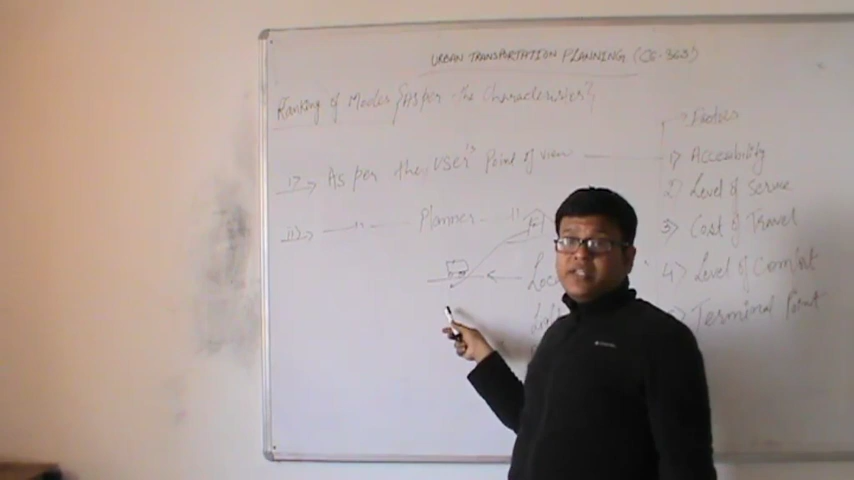 URBAN TRANSPORTATION PLANNING (CE-363)
Ranking of Modes {As per the Characteristics}
Factors
I> As per the, user's Point of view
1) Accessibility
2) Level of Service
II> —"— Planner —"—
3) Cost of Travel
4) Level of Comfort
Terminal Point